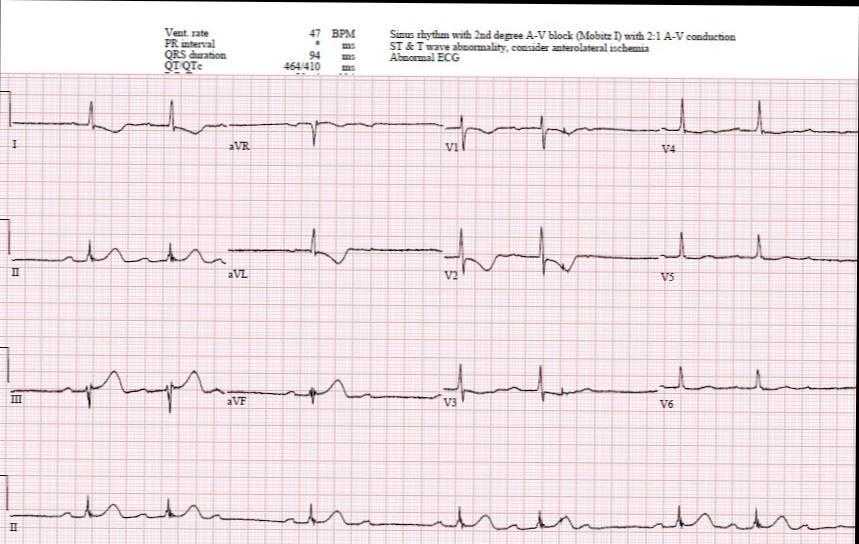 Vent. rate 47 BPM
PR interval * ms
QRS duration 94 ms
QT/QTc 464/410 ms
Sinus rhythm with 2nd degree A-V block (Mobitz I) with 2:1 A-V conduction
ST & T wave abnormality, consider anterolateral ischemia
Abnormal ECG
I aVR V1 V4
II aVL V2 V5
III aVF V3 V6
II